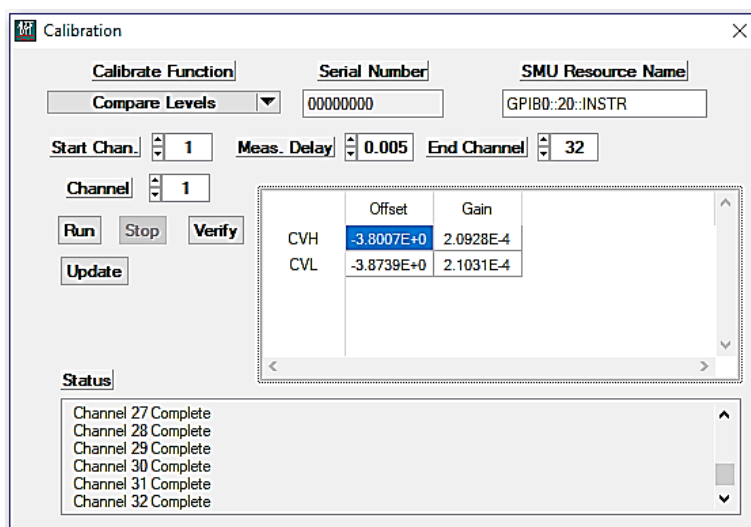 Calibration
Calibrate Function Serial Number SMU Resource Name
Compare Levels 00000000 GPIB0::20::INSTR
Start Chan. 1 Meas. Delay 0.005 End Channel 32
Channel 1
Run Stop Verify
Update
Offset Gain
CVH -3.8007E+0 2.0928E-4
CVL -3.8739E+0 2.1031E-4
Status
Channel 27 Complete
Channel 28 Complete
Channel 29 Complete
Channel 30 Complete
Channel 31 Complete
Channel 32 Complete